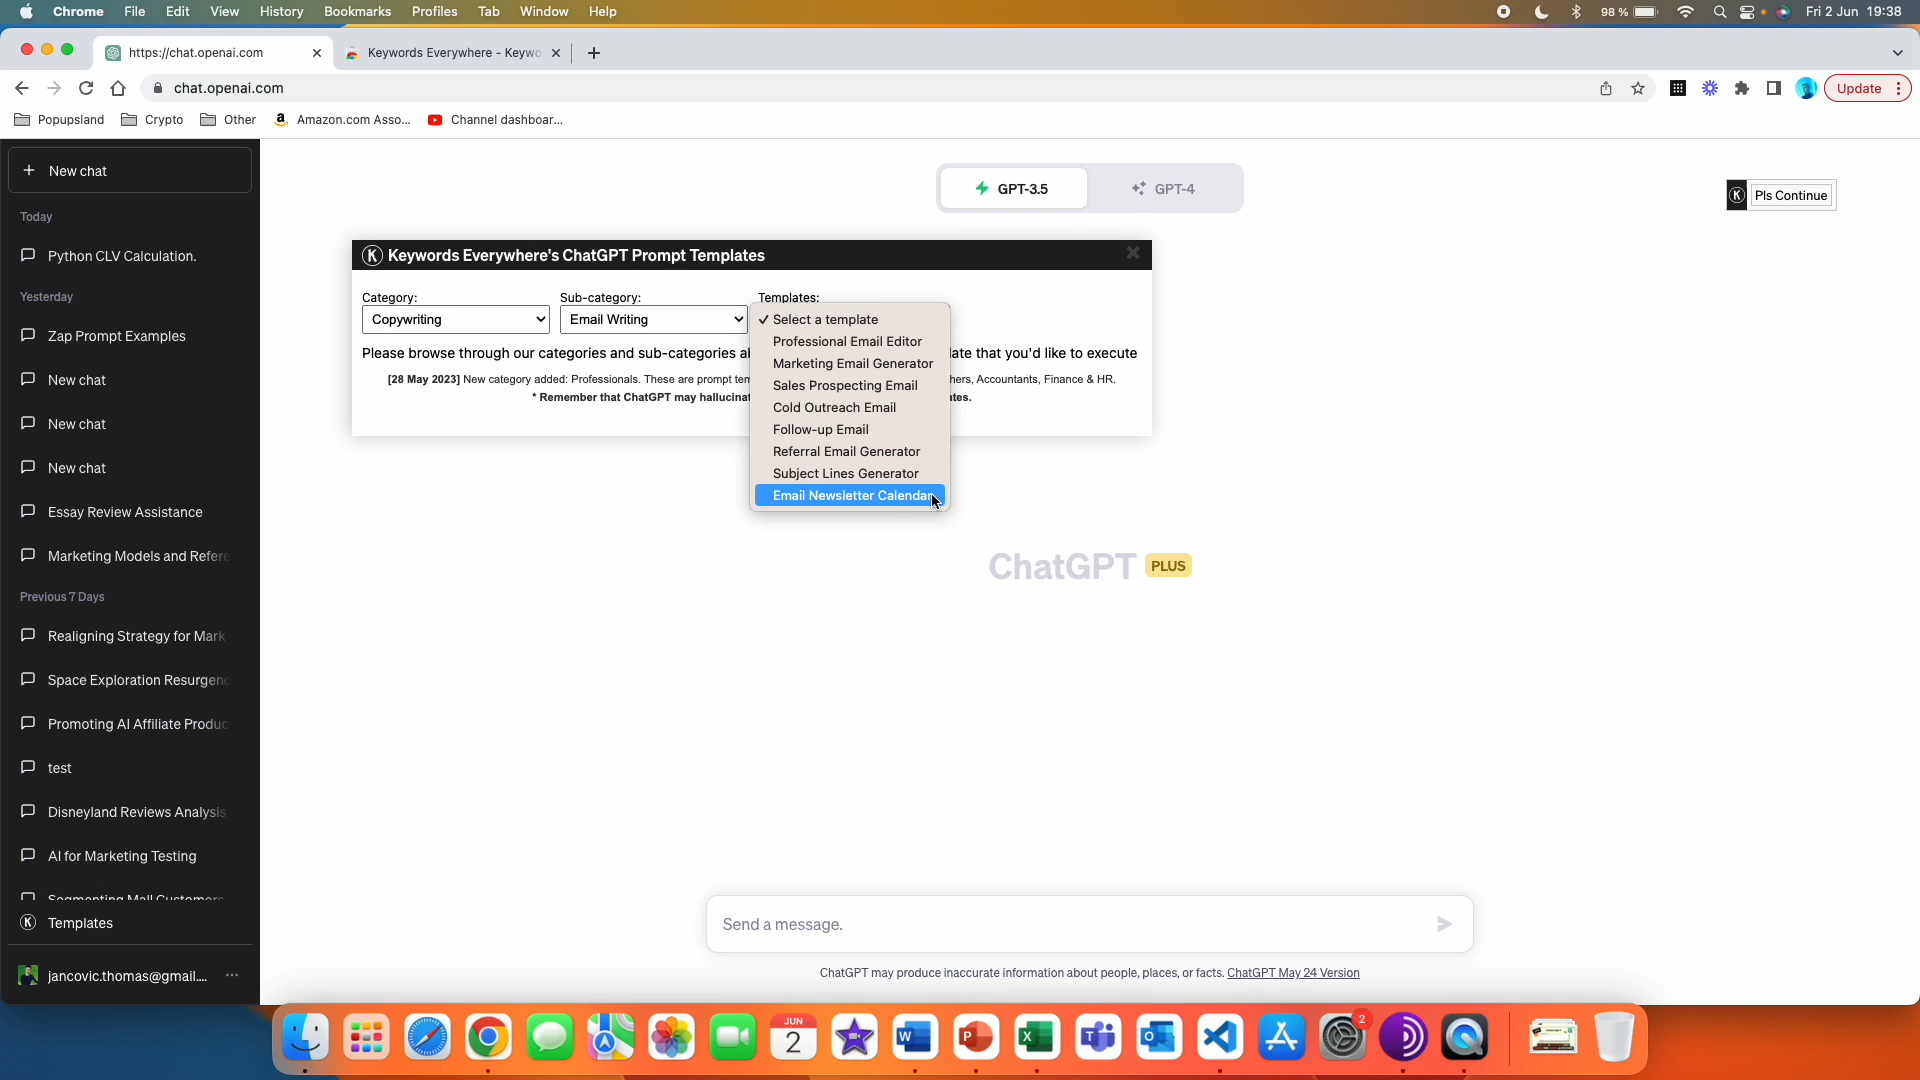 Chrome File Edit View History Bookmarks Profiles Tab Window Help 98 % Fri 2 Jun 19:38
https://chat.openai.com Keywords Everywhere - Keywo
chat.openai.com Update
Popupsland Crypto Other Amazon.com Asso... Channel dashboar...
New chat
Today
Python CLV Calculation.
Yesterday
Zap Prompt Examples
New chat
New chat
New chat
Essay Review Assistance
Marketing Models and Refere
Previous 7 Days
Realigning Strategy for Mark
Space Exploration Resurgenc
Promoting AI Affiliate Produc
test
Disneyland Reviews Analysis
AI for Marketing Testing
Segmenting Mall Customers
K Templates
jancovic.thomas@gmail.... ...
GPT-3.5 GPT-4
K Pls Continue
K Keywords Everywhere's ChatGPT Prompt Templates
Category: Sub-category: Templates:
Copywriting Email Writing
Select a template
Professional Email Editor
Marketing Email Generator
Sales Prospecting Email
Cold Outreach Email
Follow-up Email
Referral Email Generator
Subject Lines Generator
Email Newsletter Calendar
Please browse through our categories and sub-categories a late that you'd like to execute
[28 May 2023] New category added: Professionals. These are prompt tem hers, Accountants, Finance & HR.
* Remember that ChatGPT may hallucinat tes.
ChatGPT PLUS
Send a message.
ChatGPT may produce inaccurate information about people, places, or facts. ChatGPT May 24 Version
JUN
2
W P X T O A 2